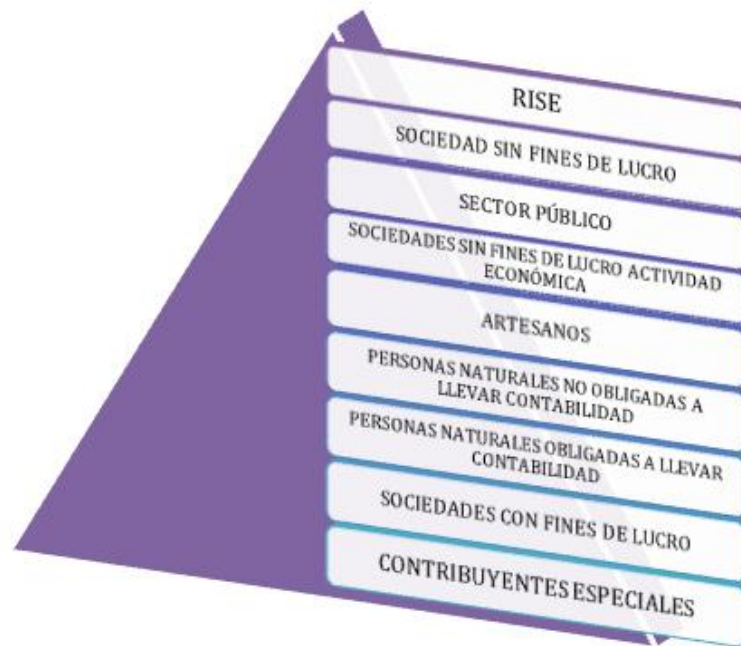 RISE
SOCIEDAD SIN FINES DE LUCRO
SECTOR PÚBLICO
SOCIEDADES SIN FINES DE LUCRO ACTIVIDAD
ECONÓMICA
ARTESANOS
PERSONAS NATURALES NO OBLIGADAS A
LLEVAR CONTABILIDAD
PERSONAS NATURALES OBLIGADAS A LLEVAR
CONTABILIDAD
SOCIEDADES CON FINES DE LUCRO
CONTRIBUYENTES ESPECIALES